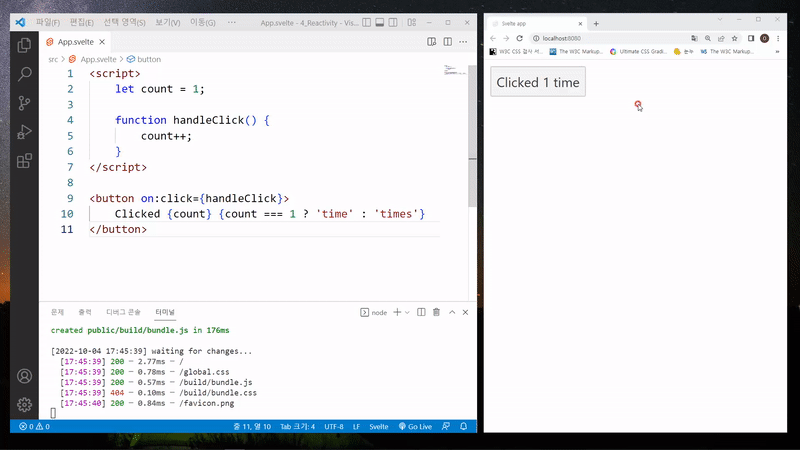 파일(F) 편집(E) 선택 영역(S) 보기(V) 이동(G) ··· App.svelte - 4_Reactivity - Vis...
App.svelte
src > App.svelte > button
1 <script>
2 let count = 1;
3
4 function handleClick() {
5 count++;
6 }
7 </script>
8
9 <button on:click={handleClick}>
10 Clicked {count} {count === 1 ? 'time' : 'times'}
11 </button>
문제 출력 디버그 콘솔 터미널 node
created public/build/bundle.js in 176ms
[2022-10-04 17:45:39] waiting for changes...
[17:45:39] 200 — 2.77ms — /
[17:45:39] 200 — 0.78ms — /global.css
[17:45:39] 200 — 0.57ms — /build/bundle.js
[17:45:39] 404 — 0.10ms — /build/bundle.css
[17:45:40] 200 — 0.84ms — /favicon.png
0 0 줄 11, 열 10 Tab 크기: 4 UTF-8 LF Svelte Go Live
Svelte app
localhost:8080
W3C CSS 검사 서... The W3C Markup... Ultimate CSS Gradi... The W3C Markup...
Clicked 1 time